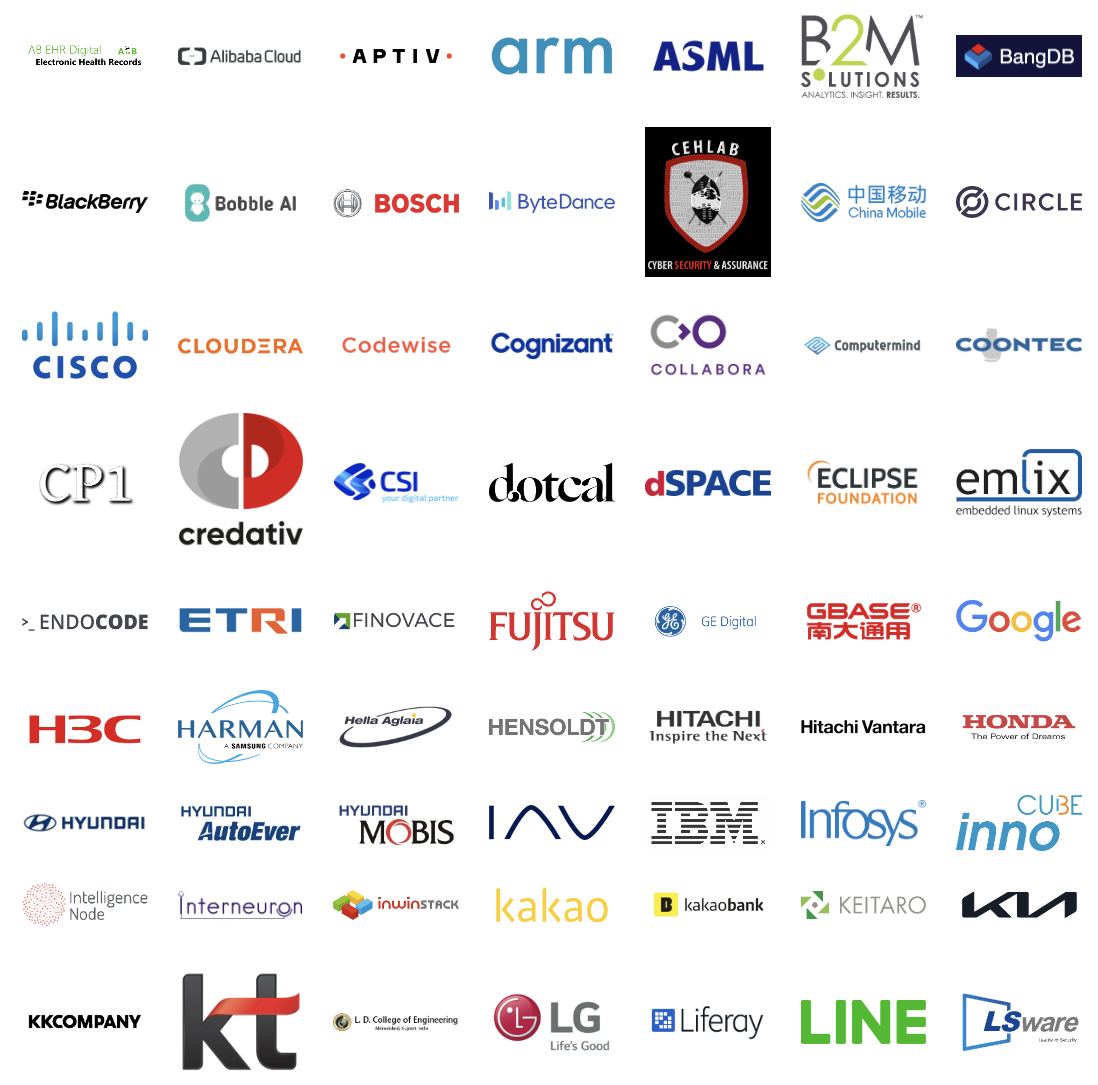 AB EHR Digital
Electronic Health Records
Alibaba Cloud
APTIV
arm
ASML
B2M™
SOLUTIONS
ANALYTICS. INSIGHT. RESULTS.
BangDB
BlackBerry
Bobble AI
BOSCH
ByteDance
CEHLAB
CYBER SECURITY & ASSURANCE
中国移动
China Mobile
CIRCLE
CISCO
CLOUDERA
Codewise
Cognizant
COLLABORA
Computermind
COONTEC
CP1
credativ
CSI
your digital partner
dotcal
dSPACE
ECLIPSE
FOUNDATION
emlix
embedded linux systems
>_ ENDOCODE
ETRI
FINOVACE
FUJITSU
GE Digital
GBASE®
南大通用
Google
H3C
HARMAN
A SAMSUNG COMPANY
Hella Aglaia
HENSOLDT
HITACHI
Inspire the Next
Hitachi Vantara
HONDA
The Power of Dreams
HYUNDAI
HYUNDAI
AutoEver
HYUNDAI
MOBIS
IAV
IBM
Infosys®
CUBE
inno
Intelligence
Node
Interneuron
inwinSTACK
kakao
kakaobank
KEITARO
KIA
KKCOMPANY
kt
L. D. College of Engineering
Ahmedabad, Gujarat, India
LG
Life's Good
Liferay
LINE
LSware